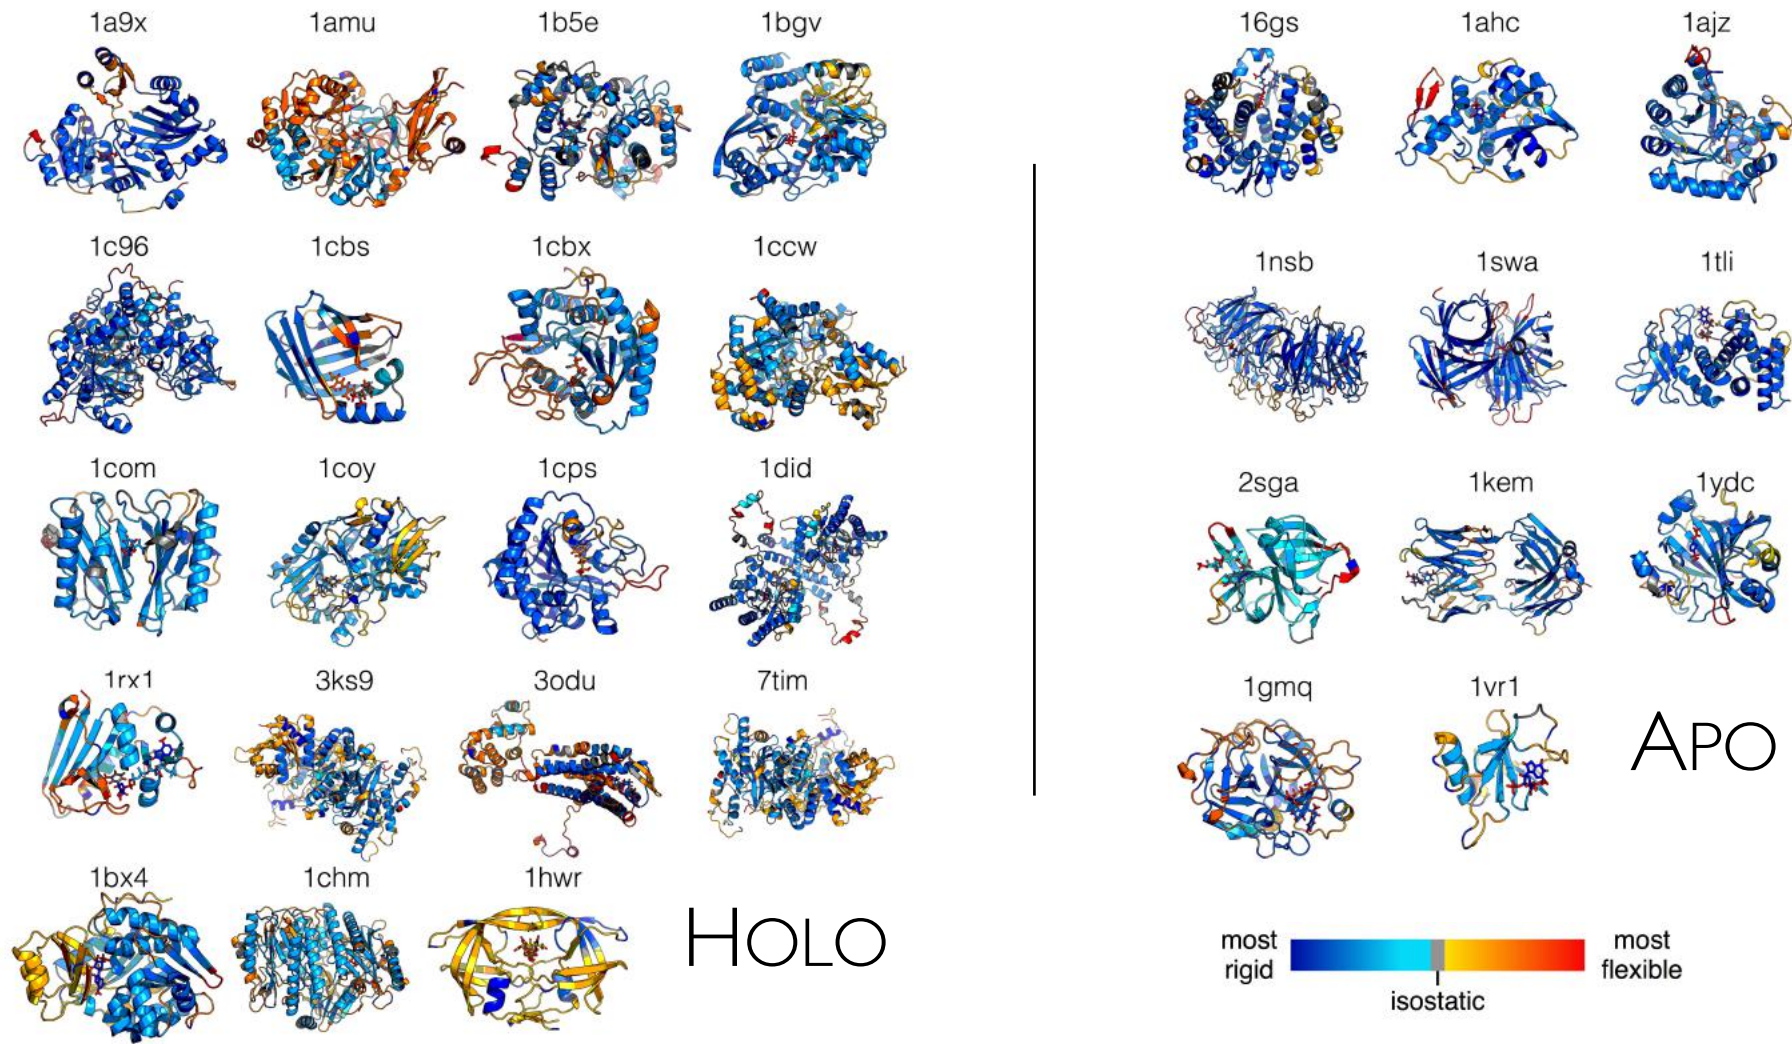 1a9x 1amu 1b5e 1bgv
1c96 1cbs 1cbx 1ccw
1com 1coy 1cps 1did
1rx1 3ks9 3odu 7tim
1bx4 1chm 1hwr
HOLO
16gs 1ahc 1ajz
1nsb 1swa 1tli
2sga 1kem 1ydc
1gmq 1vr1
APO
most rigid
most flexible
isostatic